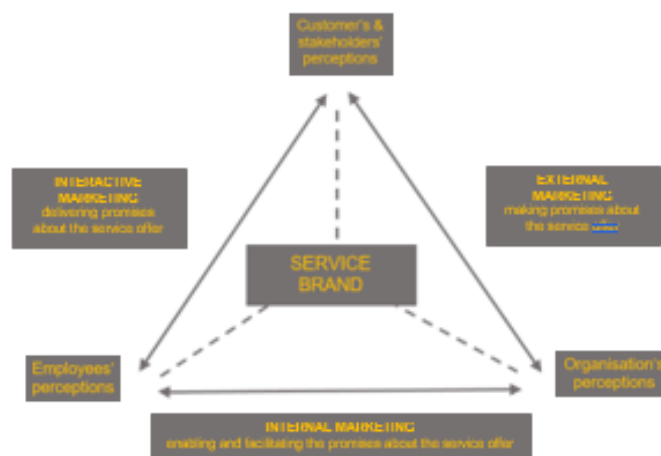 Customer's &
stakeholders'
perceptions
INTERACTIVE
MARKETING
delivering promises
about the service offer
EXTERNAL
MARKETING
making promises about
the service
SERVICE
BRAND
Employees'
perceptions
Organisation's
perceptions
INTERNAL MARKETING
enabling and facilitating the promises about the service offer